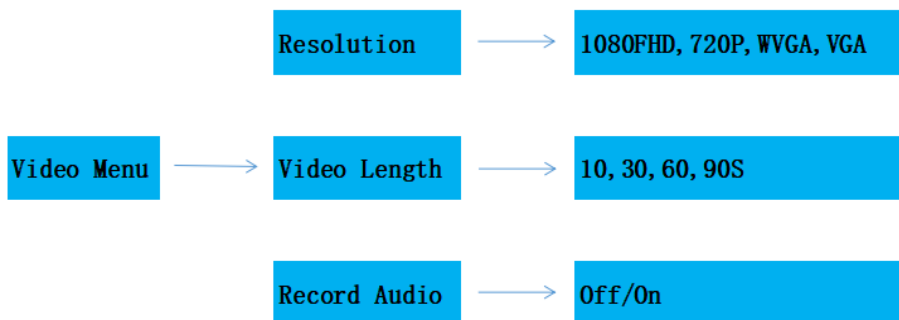 Resolution
1080FHD,720P,WVGA,VGA
Video Menu
Video Length
10,30,60,90S
Record Audio
Off/On